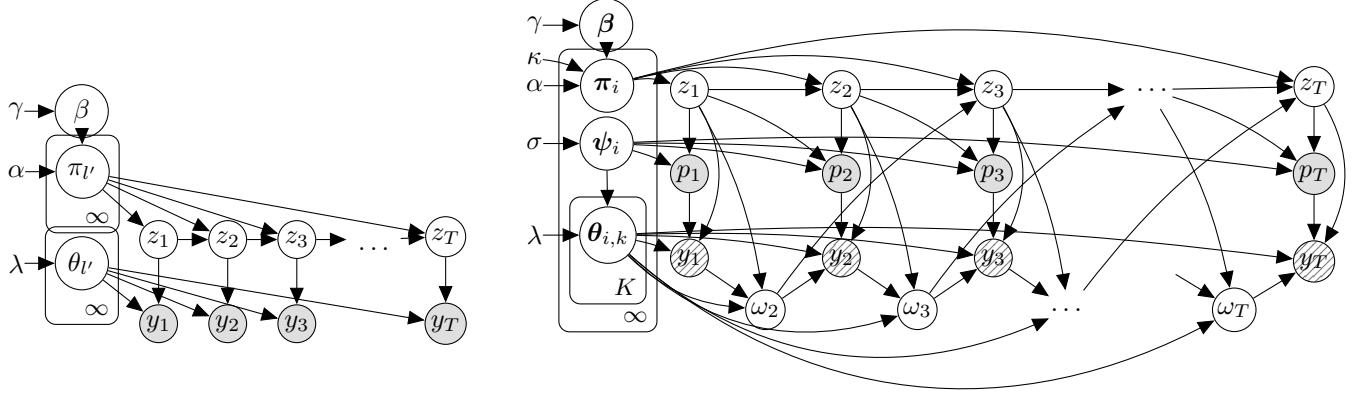 γ β
α π_{l'}
∞
z_1 z_2 z_3 ... z_T
λ θ_{l'}
∞
y_1 y_2 y_3 y_T
γ β
κ
α π_i z_1 z_2 z_3 ... z_T
σ ψ_i
p_1 p_2 p_3 p_T
λ θ_{i,k}
y_1 y_2 y_3 y_T
K
∞
ω_2 ω_3 ... ω_T